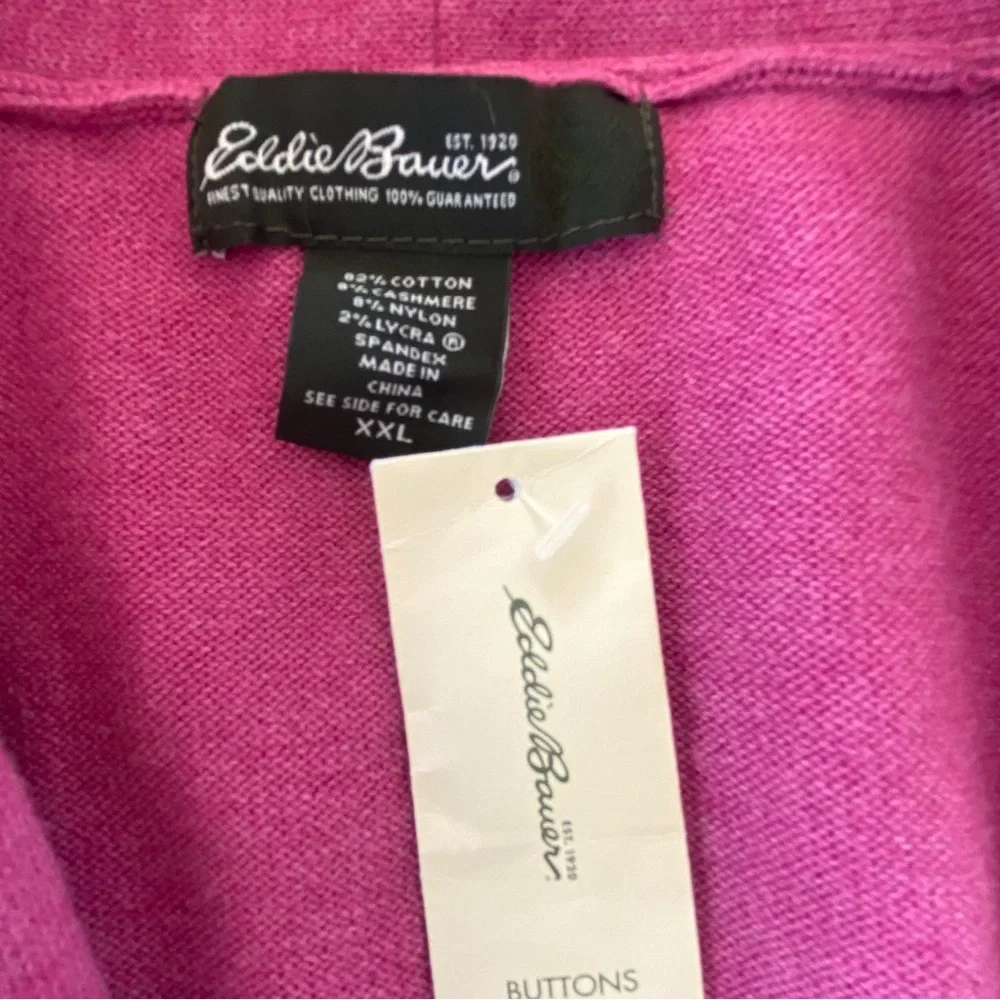 Eddie Bauer®
EST. 1920
FINEST QUALITY CLOTHING 100% GUARANTEED
82% COTTON
8% CASHMERE
8% NYLON
2% LYCRA ®
SPANDEX
MADE IN
CHINA
SEE SIDE FOR CARE
XXL
Eddie Bauer
EST. 1920
BUTTONS